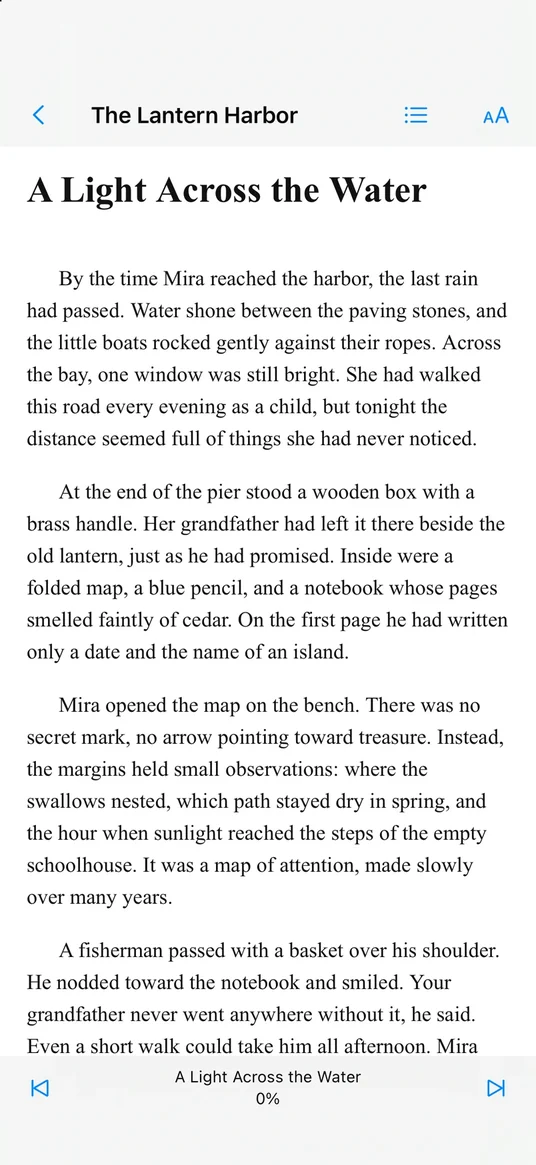 The Lantern Harbor
AA
A Light Across the Water
By the time Mira reached the harbor, the last rain
had passed. Water shone between the paving stones, and
the little boats rocked gently against their ropes. Across
the bay, one window was still bright. She had walked
this road every evening as a child, but tonight the
distance seemed full of things she had never noticed.
At the end of the pier stood a wooden box with a
brass handle. Her grandfather had left it there beside the
old lantern, just as he had promised. Inside were a
folded map, a blue pencil, and a notebook whose pages
smelled faintly of cedar. On the first page he had written
only a date and the name of an island.
Mira opened the map on the bench. There was no
secret mark, no arrow pointing toward treasure. Instead,
the margins held small observations: where the
swallows nested, which path stayed dry in spring, and
the hour when sunlight reached the steps of the empty
schoolhouse. It was a map of attention, made slowly
over many years.
A fisherman passed with a basket over his shoulder.
He nodded toward the notebook and smiled. Your
grandfather never went anywhere without it, he said.
Even a short walk could take him all afternoon. Mira
A Light Across the Water
0%